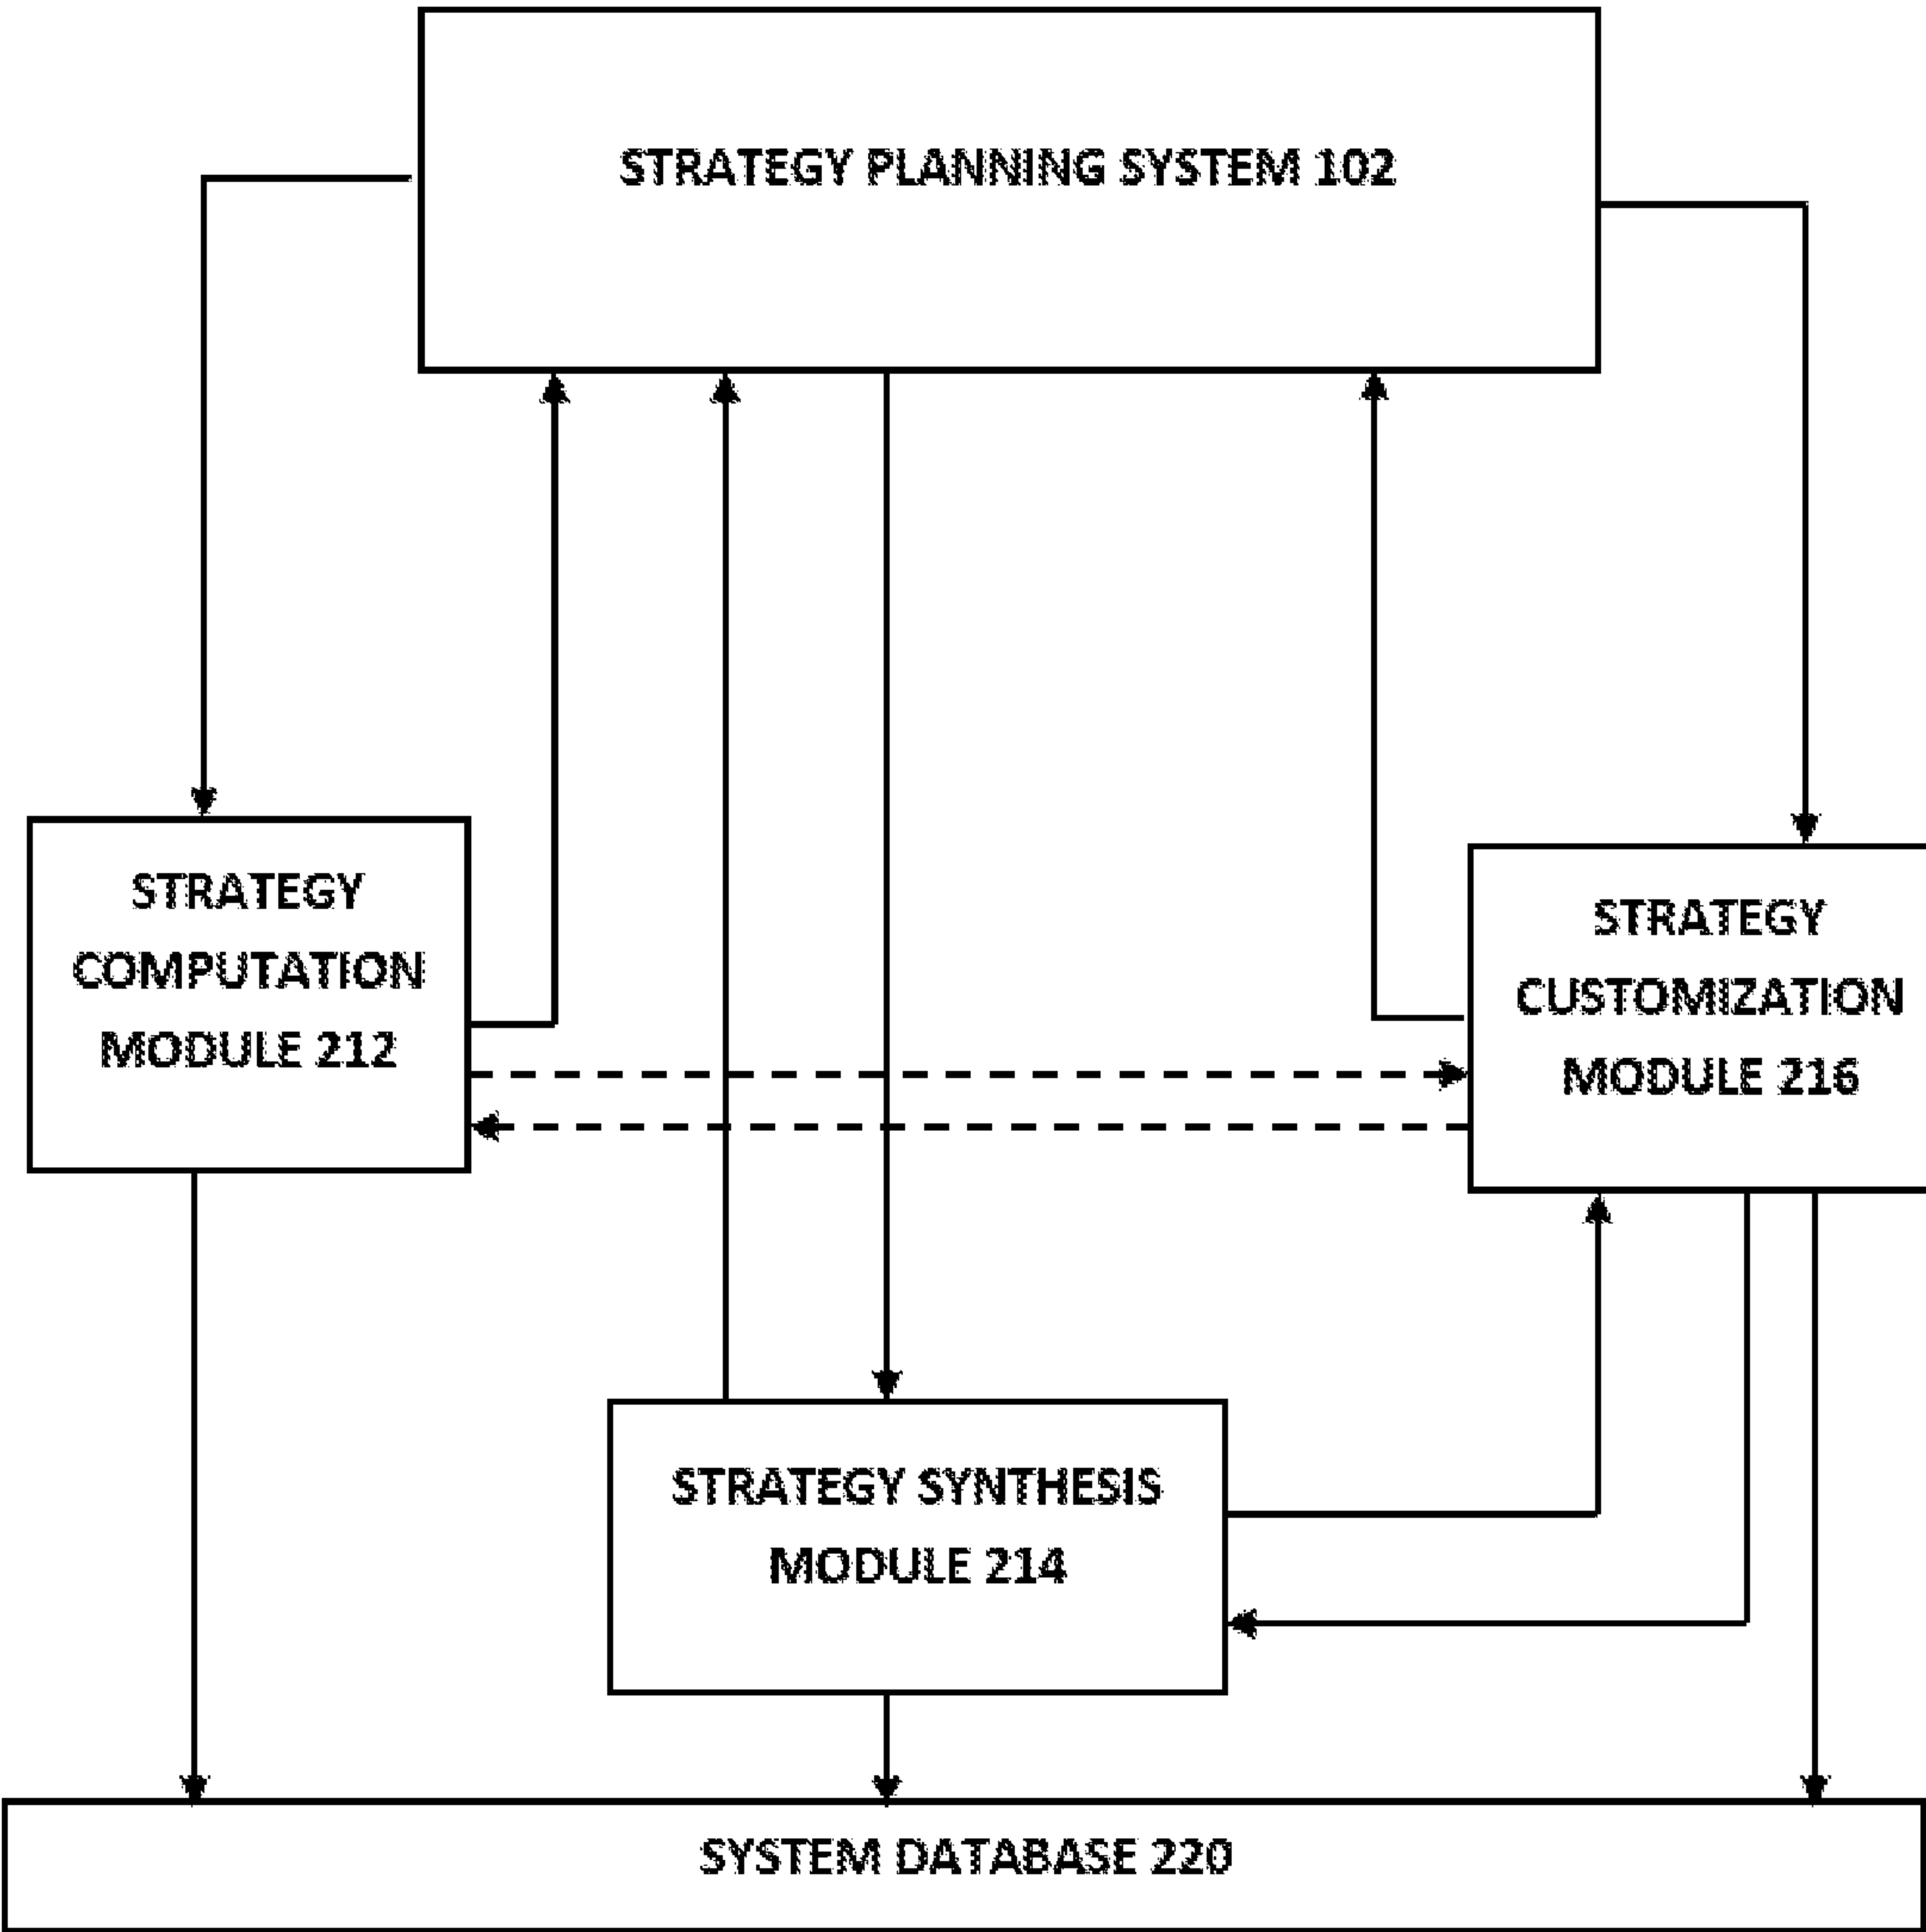 STRATEGY PLANNING SYSTEM 102
STRATEGY
COMPUTATION
MODULE 212
STRATEGY
CUSTOMIZATION
MODULE 216
STRATEGY SYNTHESIS
MODULE 214
SYSTEM DATABASE 220